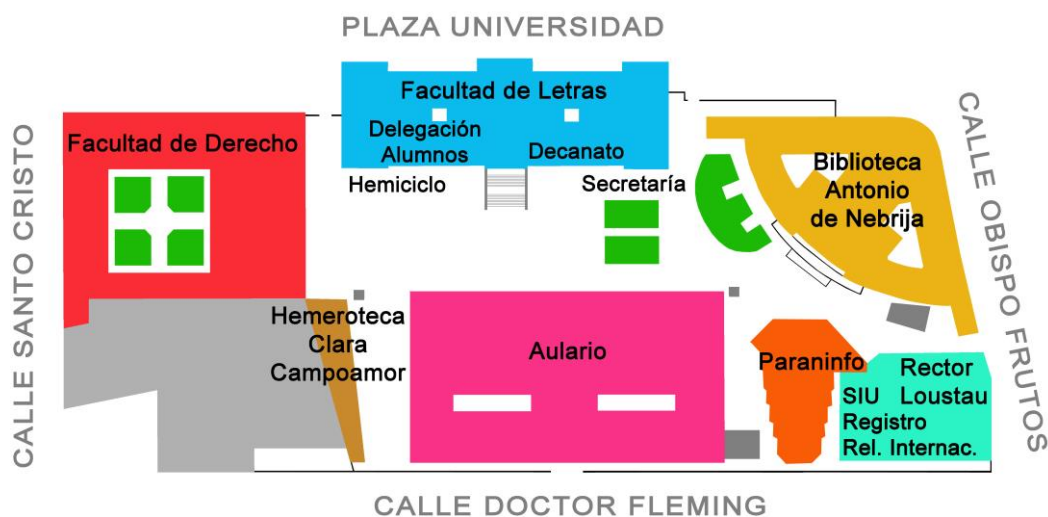 PLAZA UNIVERSIDAD
Facultad de Letras
Delegación
Alumnos
Decanato
Hemiciclo
Secretaría
Facultad de Derecho
Biblioteca
Antonio
de Nebrija
CALLE SANTO CRISTO
CALLE OBISPO FRUTOS
Hemeroteca
Clara
Campoamor
Aulario
Paraninfo
Rector
SIU Loustau
Registro
Rel. Internac.
CALLE DOCTOR FLEMING